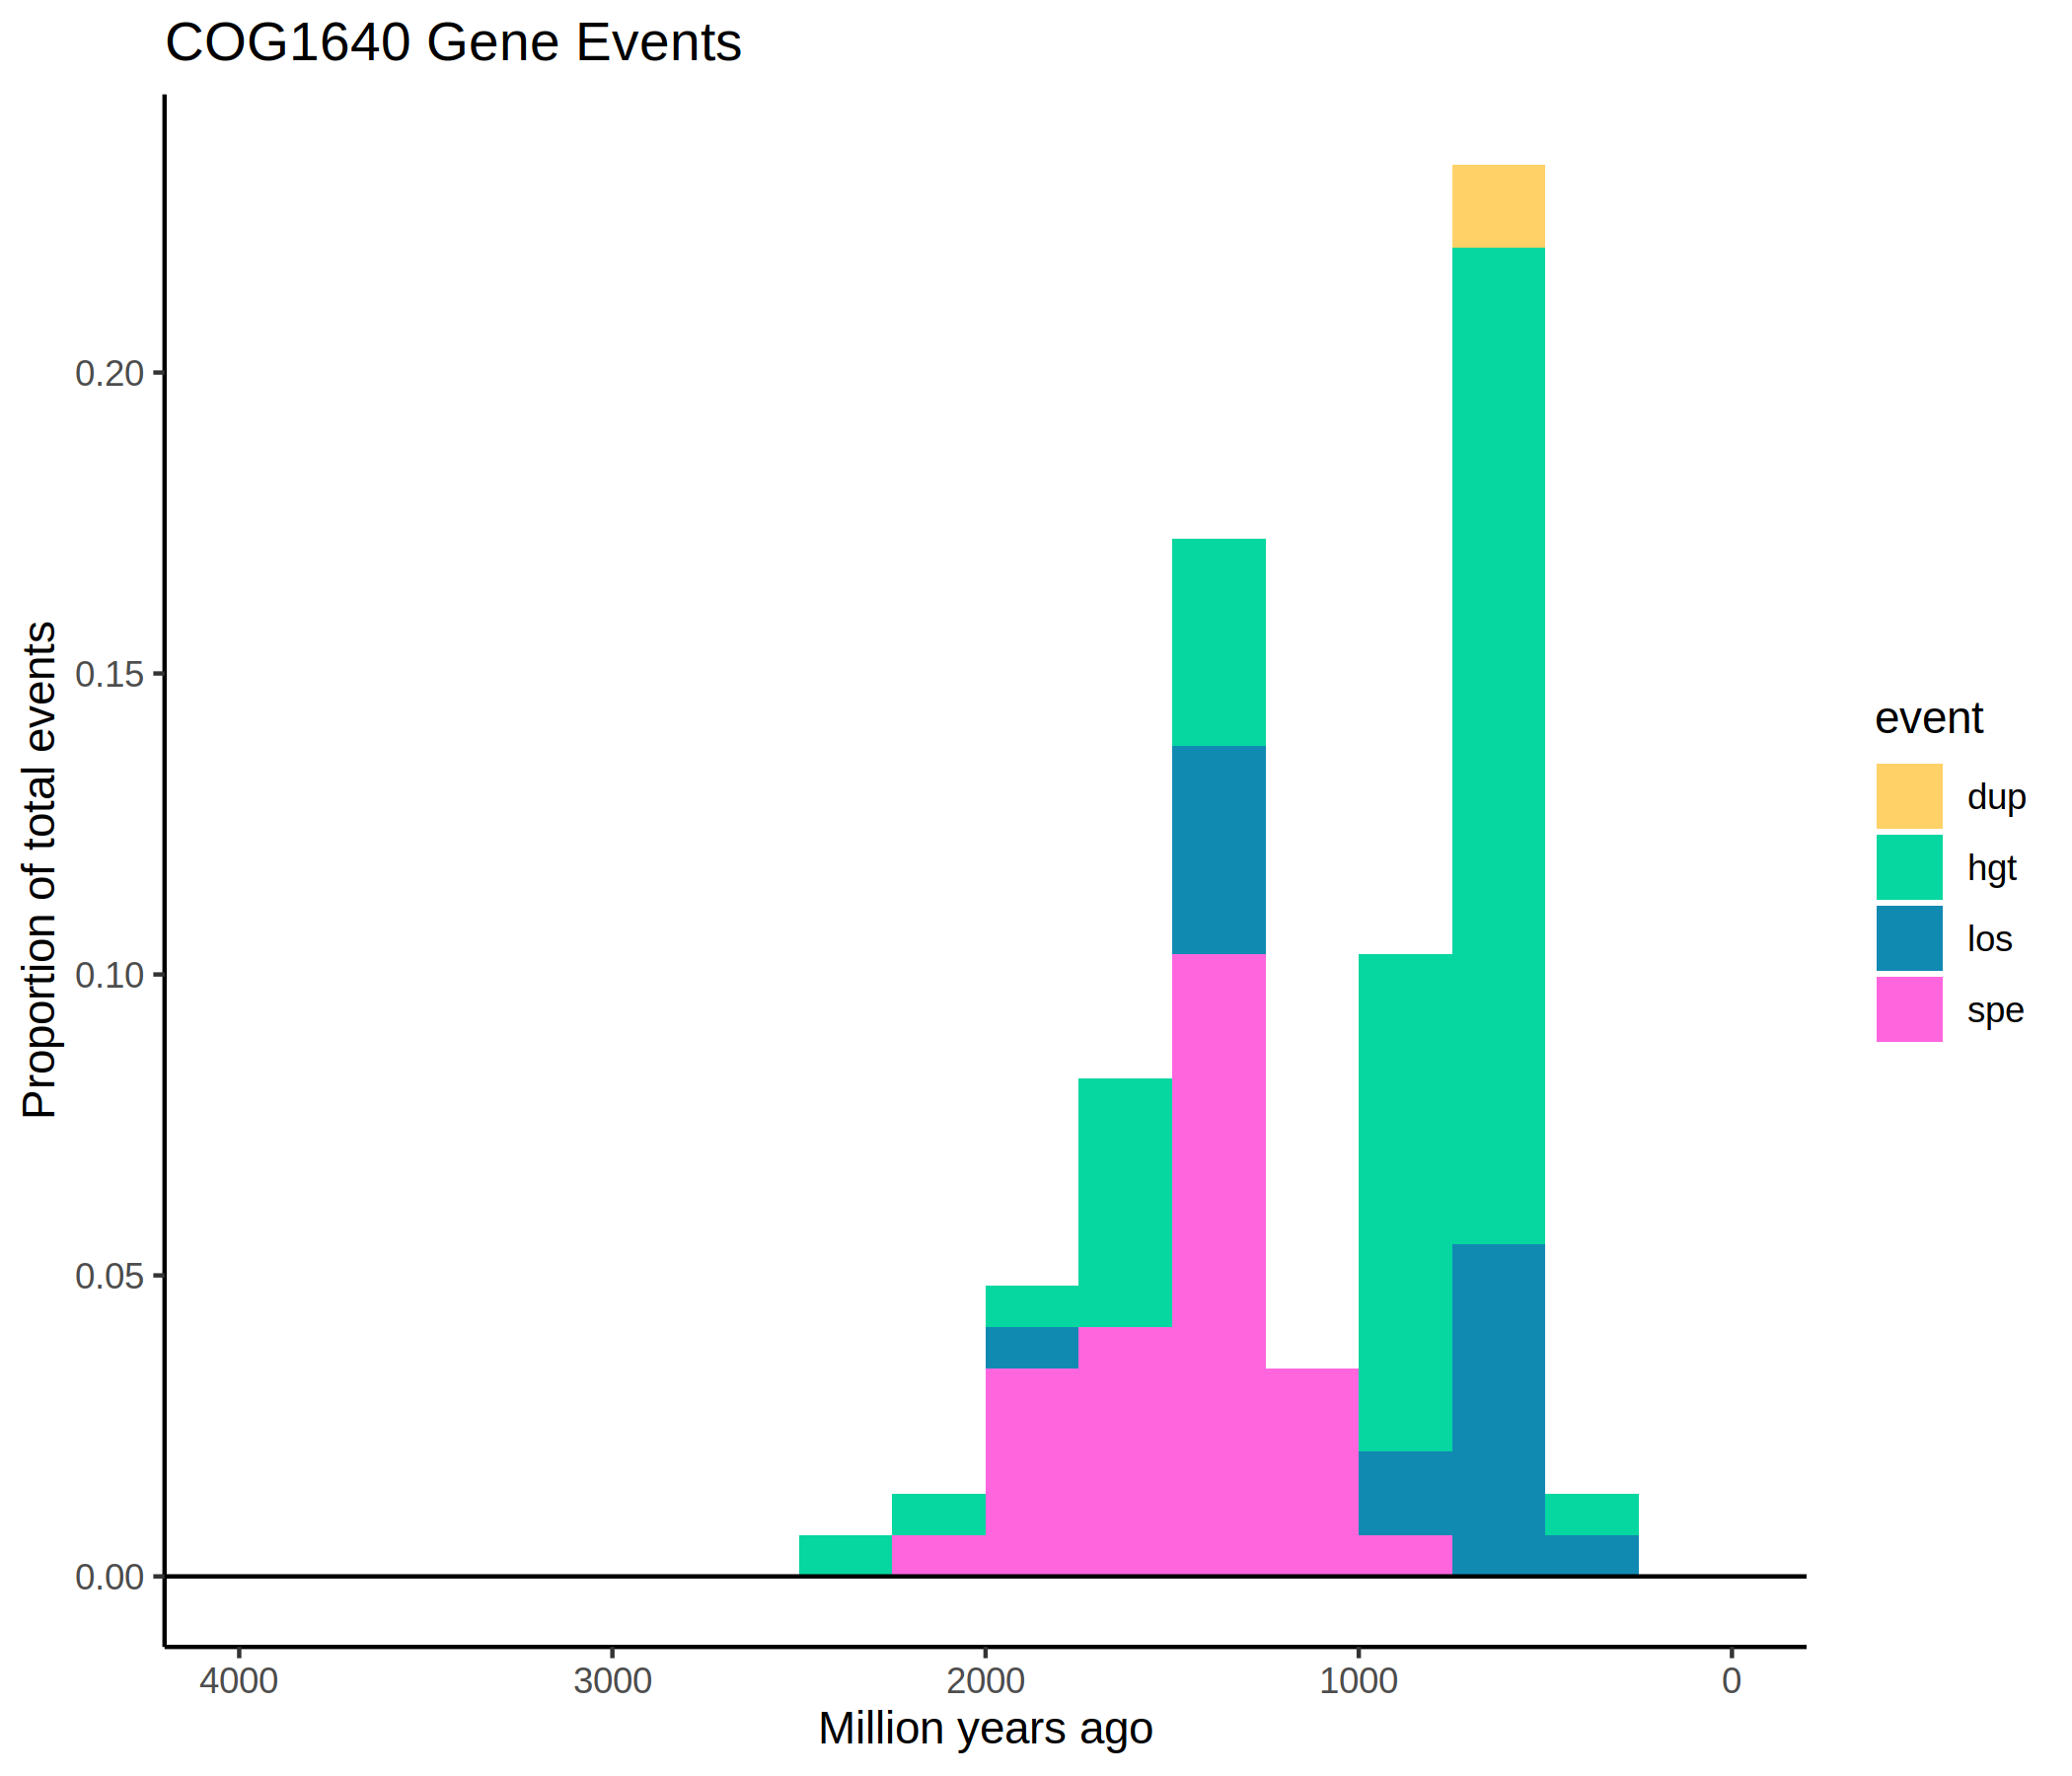 COG1640 Gene Events
Proportion of total events
0.20
0.15
0.10
0.05
0.00
4000 3000 2000 1000 0
Million years ago
event
dup
hgt
los
spe